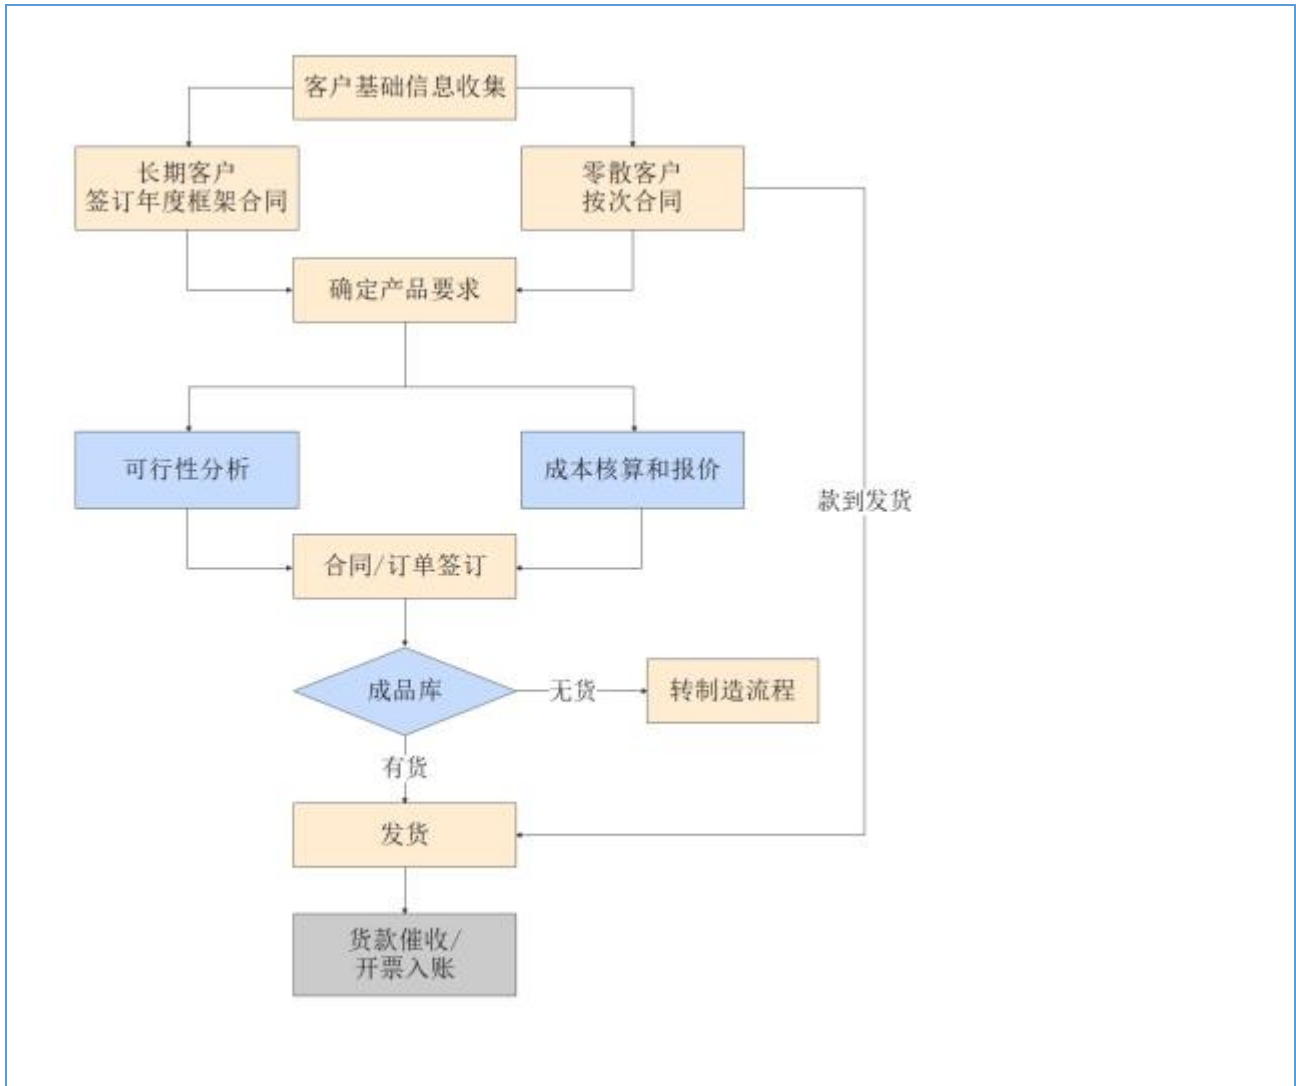 客户基础信息收集
长期客户
签订年度框架合同
零散客户
按次合同
确定产品要求
可行性分析
成本核算和报价
款到发货
合同/订单签订
成品库
无货
转制造流程
有货
发货
货款催收/
开票入账